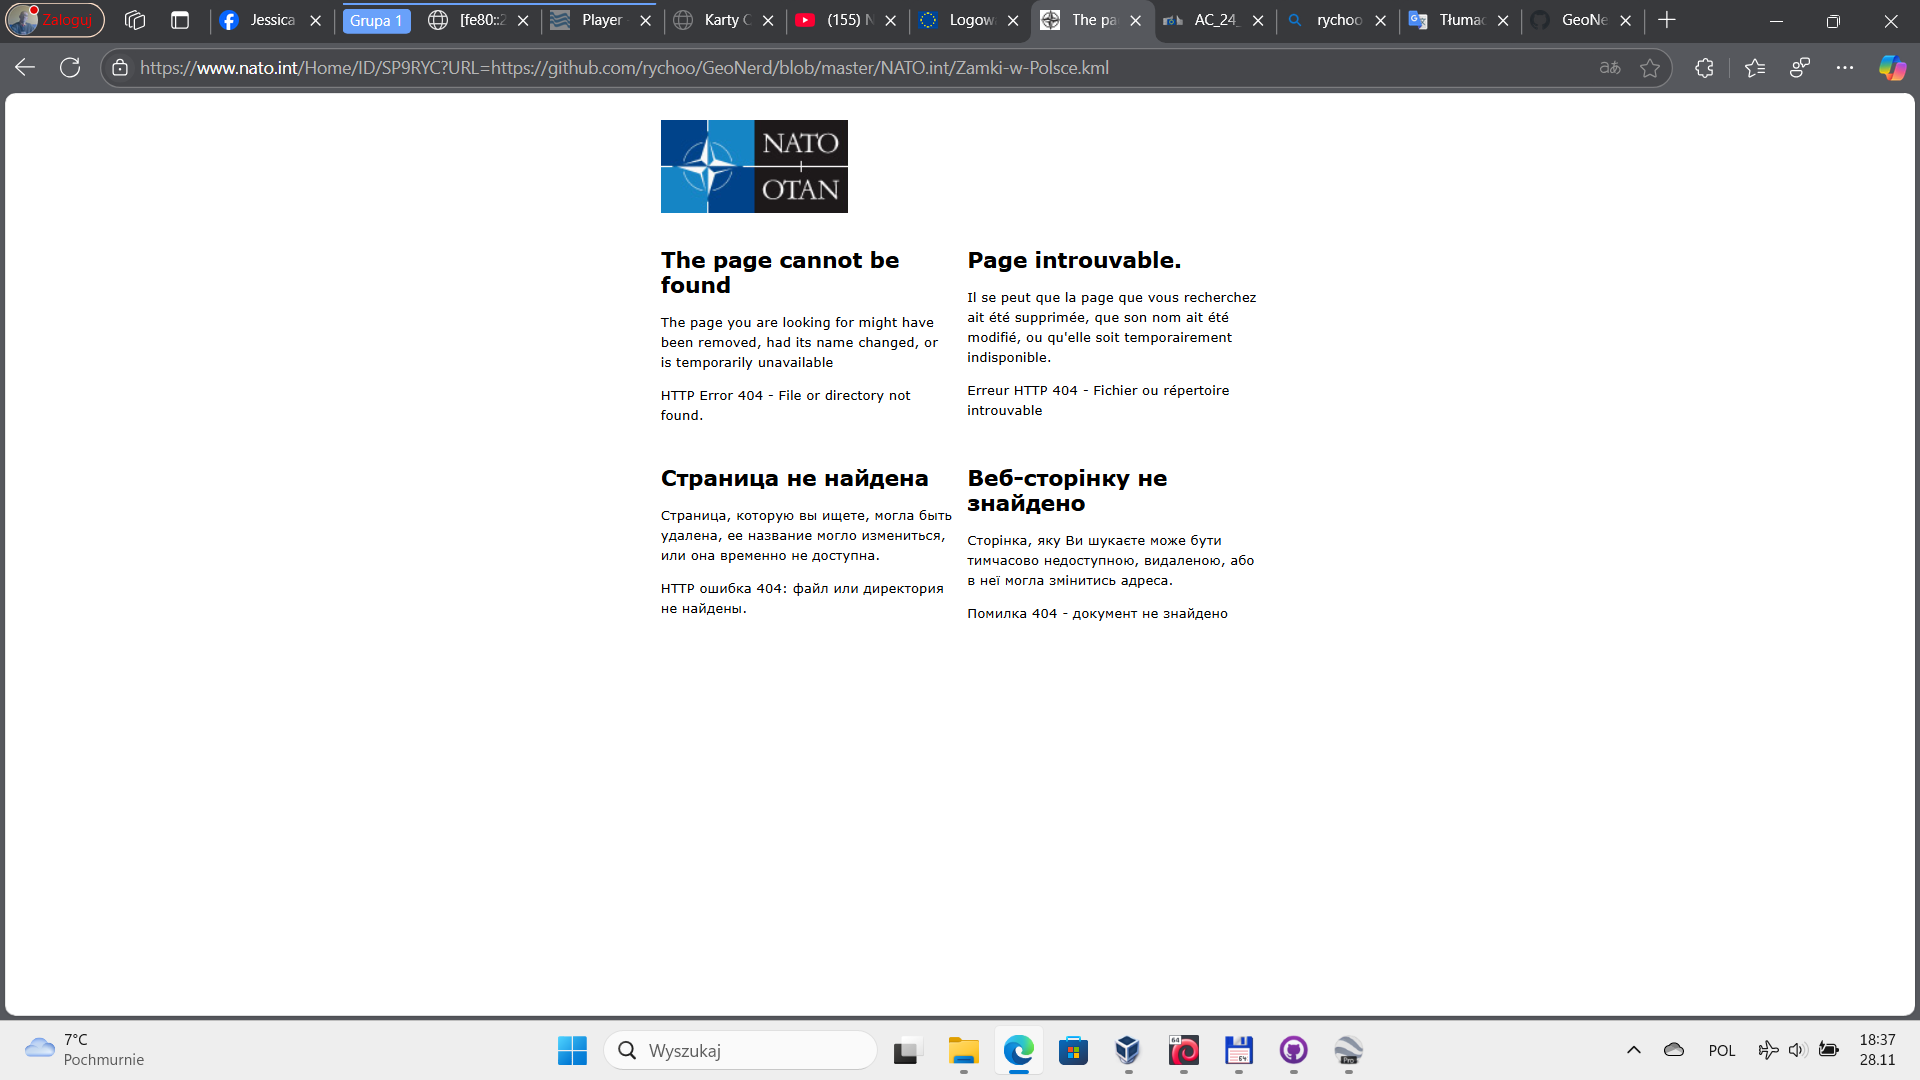 Zaloguj
Jessica
Grupa 1
[fe80::2
Player
Karty C
(155) N
Logow
The pa
AC_24_
rychoo
Tłumac
GeoNe
https://www.nato.int/Home/ID/SP9RYC?URL=https://github.com/rychoo/GeoNerd/blob/master/NATO.int/Zamki-w-Polsce.kml
NATO
OTAN
The page cannot be
found
The page you are looking for might have
been removed, had its name changed, or
is temporarily unavailable
HTTP Error 404 - File or directory not
found.
Page introuvable.
Il se peut que la page que vous recherchez
ait été supprimée, que son nom ait été
modifié, ou qu'elle soit temporairement
indisponible.
Erreur HTTP 404 - Fichier ou répertoire
introuvable
Страница не найдена
Страница, которую вы ищете, могла быть
удалена, ее название могло измениться,
или она временно не доступна.
HTTP ошибка 404: файл или директория
не найдены.
Веб-сторінку не
знайдено
Сторінка, яку Ви шукаєте може бути
тимчасово недоступною, видаленою, або
в неї могла змінитись адреса.
Помилка 404 - документ не знайдено
7°C
Pochmurnie
Wyszukaj
64
64
Pro
POL
18:37
28.11